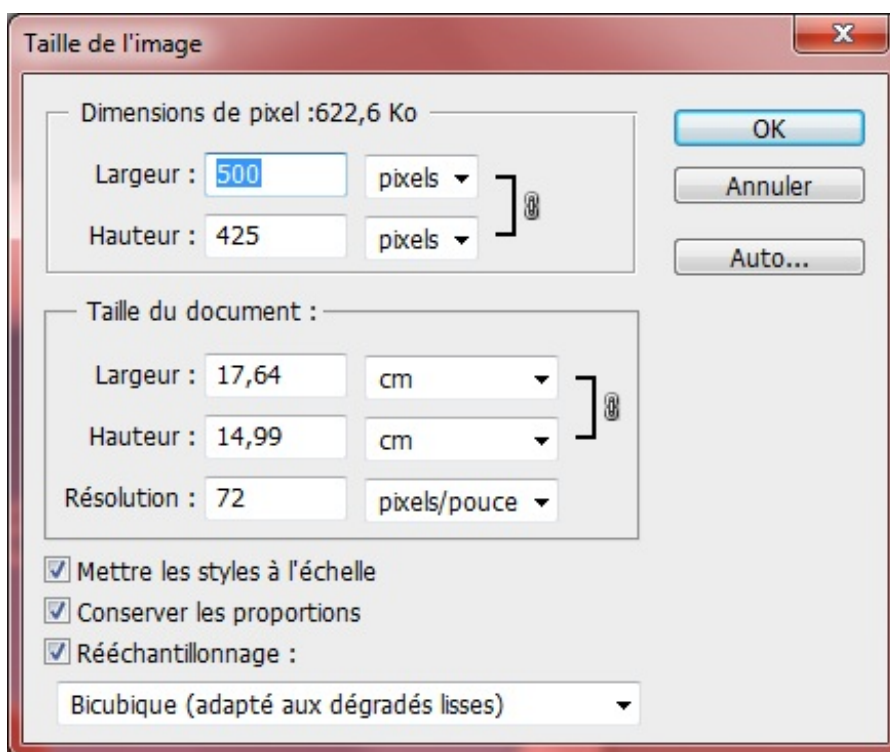 Taille de l'image
Dimensions de pixel :622,6 Ko
Largeur : 500 pixels
Hauteur : 425 pixels
OK
Annuler
Auto...
Taille du document :
Largeur : 17,64 cm
Hauteur : 14,99 cm
Résolution : 72 pixels/pouce
Mettre les styles à l'échelle
Conserver les proportions
Rééchantillonnage :
Bicubique (adapté aux dégradés lisses)